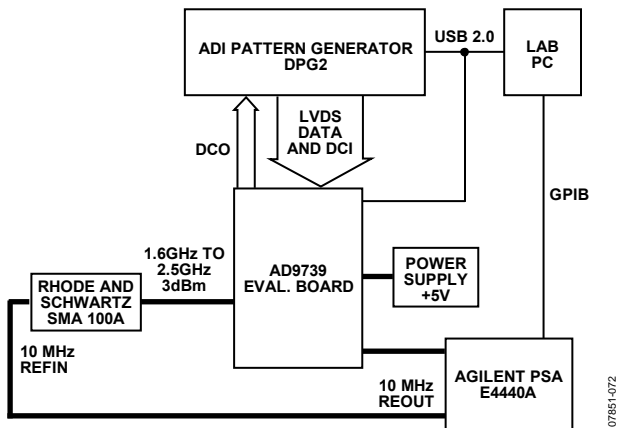 ADI PATTERN GENERATOR
DPG2
USB 2.0
LAB
PC
LVDS
DATA
AND DCI
DCO
GPIB
1.6GHz TO
2.5GHz
3dBm
AD9739
EVAL. BOARD
POWER
SUPPLY
+5V
RHODE AND
SCHWARTZ
SMA 100A
10 MHz
REFIN
10 MHz
REOUT
AGILENT PSA
E4440A
07851-072